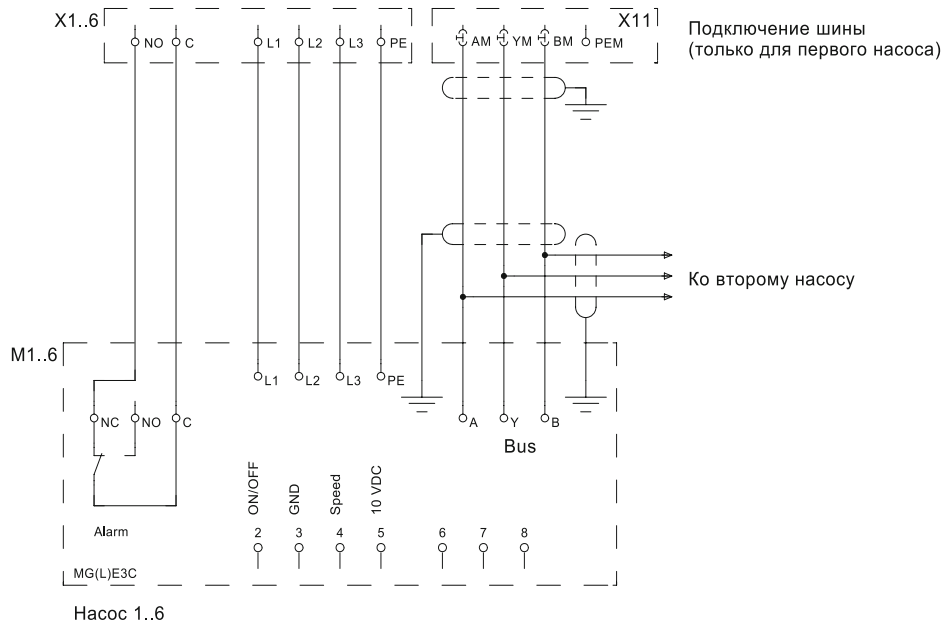 X1..6
X11
NO
C
L1
L2
L3
PE
AM
YM
BM
PEM
Подключение шины
(только для первого насоса)
Ко второму насосу
M1..6
L1
L2
L3
PE
NC
NO
C
A
Y
B
Bus
ON/OFF
GND
Speed
10 VDC
2
3
4
5
6
7
8
Alarm
MG(L)E3C
Насос 1..6